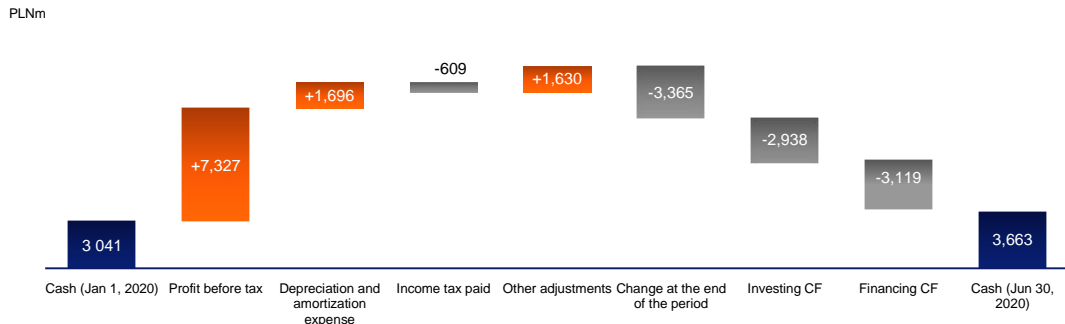 PLNm
-609
+1,630
+1,696
-3,365
-2,938
+7,327
-3,119
3 041
3,663
Cash (Jan 1, 2020)
Profit before tax
Depreciation and
amortization
expense
Income tax paid
Other adjustments
Change at the end
of the period
Investing CF
Financing CF
Cash (Jun 30,
2020)